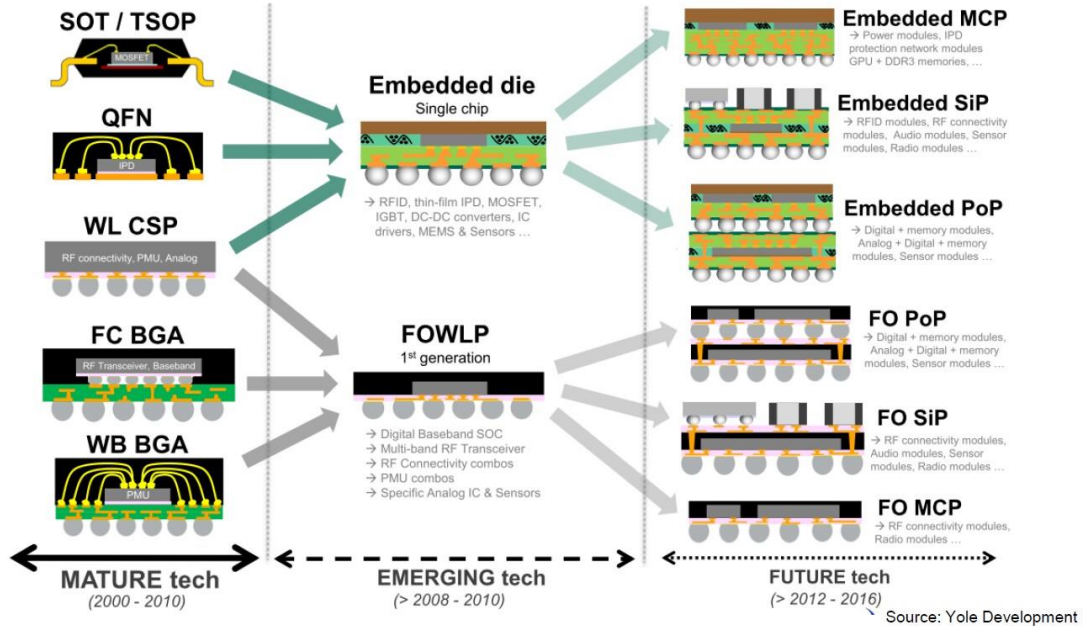 SOT / TSOP
MOSFET
QFN
IPD
WL CSP
RF connectivity, PMU, Analog
FC BGA
RF Transceiver, Baseband
WB BGA
PMU
MATURE tech
(2000 - 2010)
Embedded die
Single chip
→ RFID, thin-film IPD, MOSFET,
IGBT, DC-DC converters, IC
drivers, MEMS & Sensors ...
FOWLP
1st generation
→ Digital Baseband SOC
→ Multi-band RF Transceiver
→ RF Connectivity combos
→ PMU combos
→ Specific Analog IC & Sensors
EMERGING tech
(> 2008 - 2010)
Embedded MCP
→ Power modules, IPD
protection network modules
GPU + DDR3 memories, ...
Embedded SiP
→ RFID modules, RF connectivity
modules, Audio modules, Sensor
modules, Radio modules ...
Embedded PoP
→ Digital + memory modules,
Analog + Digital + memory
modules, Sensor modules ...
FO PoP
→ Digital + memory modules,
Analog + Digital + memory
modules, Sensor modules ...
FO SiP
→ RF connectivity modules,
Audio modules, Sensor
modules, Radio modules ...
FO MCP
→ RF connectivity modules,
Radio modules ...
FUTURE tech
(> 2012 - 2016)
Source: Yole Development